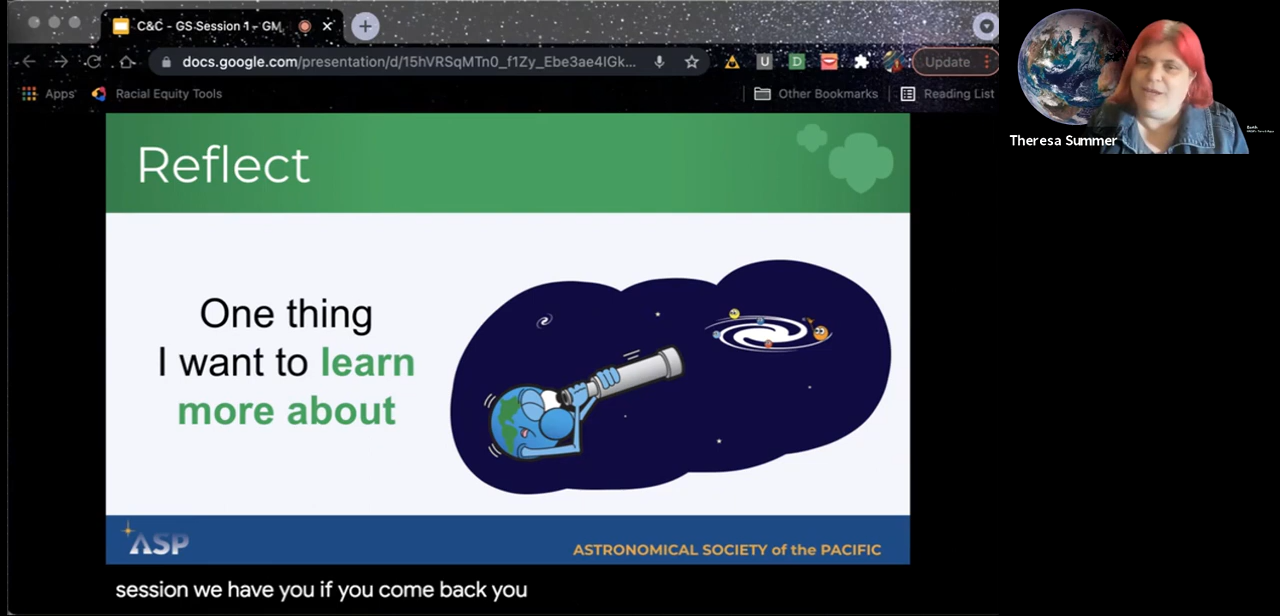 C&C - GS Session 1 - GM
docs.google.com/presentation/d/15hVRSqMTn0_f1Zy_Ebe3ae4IGk...
Update
Apps
Racial Equity Tools
Other Bookmarks
Reading List
U
D
Theresa Summer
Reflect
One thing
I want to learn
more about
ASP
ASTRONOMICAL SOCIETY of the PACIFIC
session we have you if you come back you